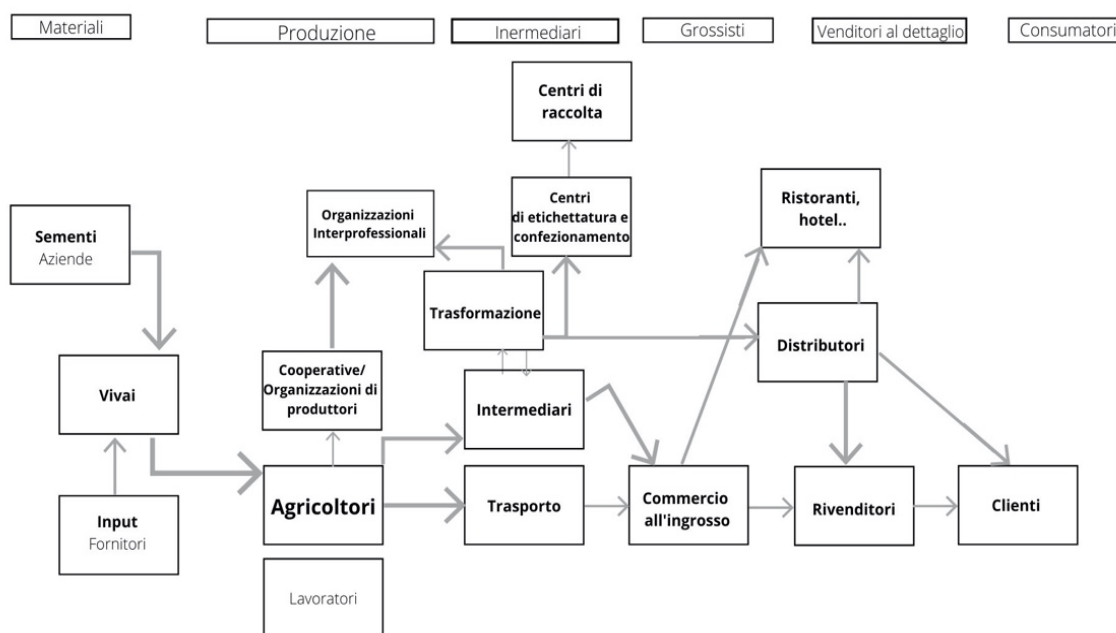 Materiali
Produzione
Inermediari
Grossisti
Venditori al dettaglio
Consumatori
Centri di
raccolta
Organizzazioni
Interprofessionali
Centri
di etichettatura e
confezionamento
Ristoranti,
hotel..
Sementi
Aziende
Trasformazione
Distributori
Vivai
Cooperative/
Organizzazioni di
produttori
Intermediari
Input
Fornitori
Agricoltori
Trasporto
Commercio
all'ingrosso
Rivenditori
Clienti
Lavoratori